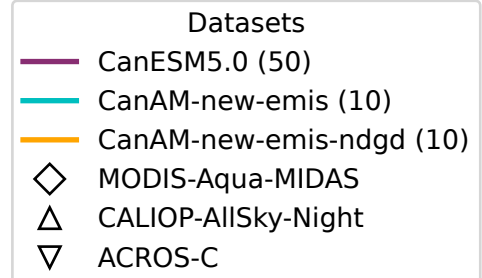 Datasets
CanESM5.0 (50)
CanAM-new-emis (10)
CanAM-new-emis-ndgd (10)
MODIS-Aqua-MIDAS
CALIOP-AllSky-Night
ACROS-C